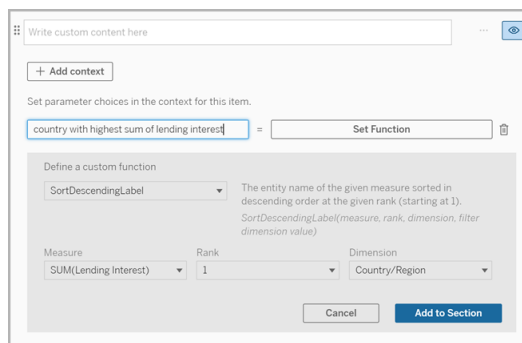 Write custom content here
+ Add context
Set parameter choices in the context for this item.
country with highest sum of lending interest = Set Function
Define a custom function
SortDescendingLabel
The entity name of the given measure sorted in
descending order at the given rank (starting at 1).
SortDescendingLabel(measure, rank, dimension, filter
dimension value)
Measure Rank Dimension
SUM(Lending Interest) 1 Country/Region
Cancel Add to Section